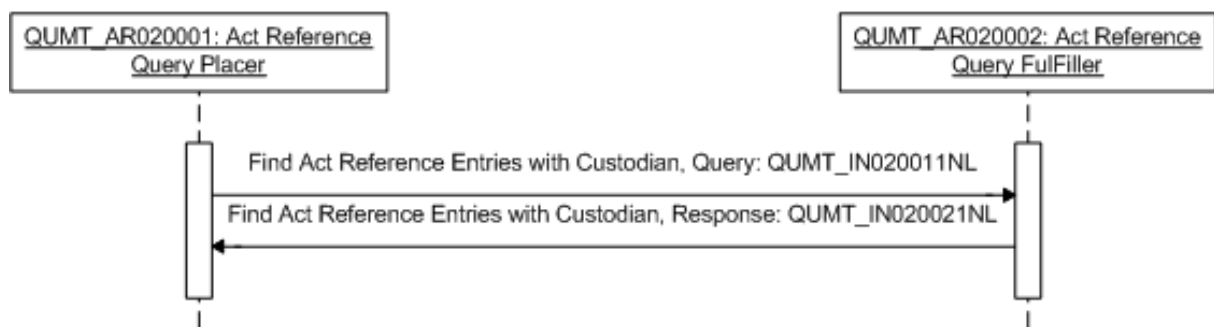 QUMT_AR020001: Act Reference
Query Placer
QUMT_AR020002: Act Reference
Query FulFiller
Find Act Reference Entries with Custodian, Query: QUMT_IN020011NL
Find Act Reference Entries with Custodian, Response: QUMT_IN020021NL